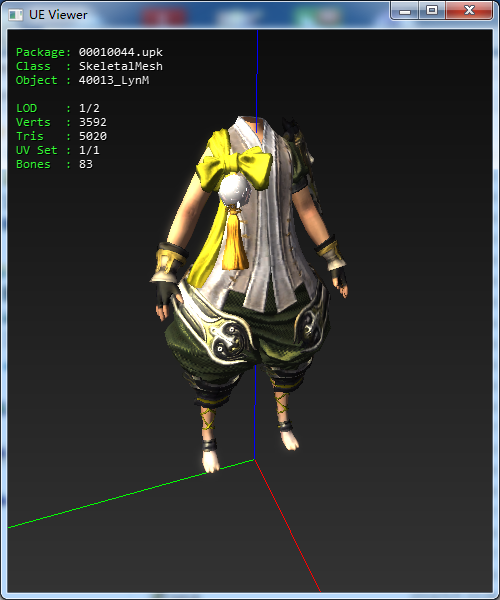 UE Viewer
Package: 00010044.upk
Class : SkeletalMesh
Object : 40013_LynM
LOD : 1/2
Verts : 3592
Tris : 5020
UV Set : 1/1
Bones : 83